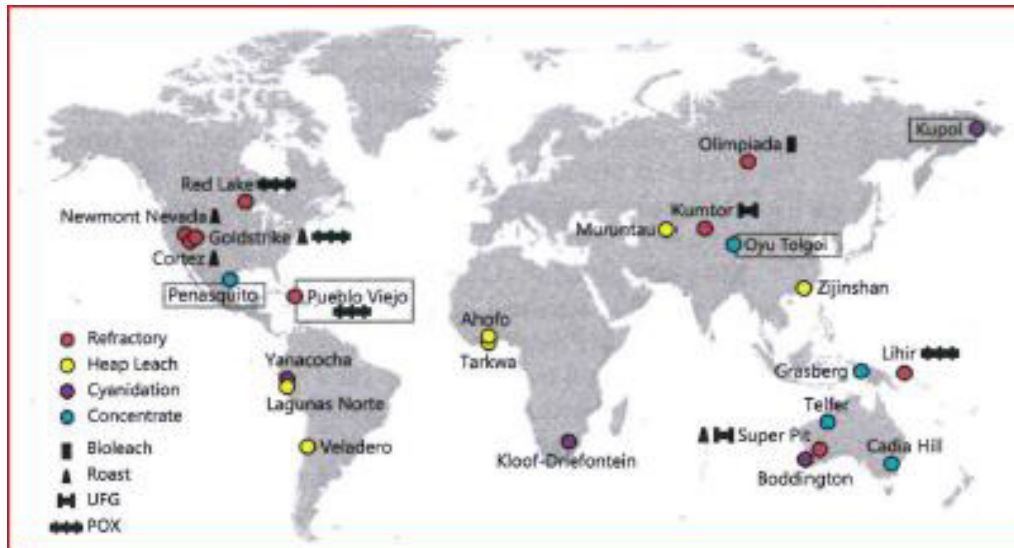 Kupol
Olimpiada
Red Lake
Newmont Nevada
Kumtor
Goldstrike
Muruntau
Oyu Tolgoi
Cortez
Penasquito
Pueblo Viejo
Zijinshan
Refractory
Ahofo
Heap Leach
Yanacocha
Tarkwa
Lihir
Cyanidation
Grasberg
Concentrate
Lagunas Norte
Telfer
Bioleach
Veladero
Super Pit
Cadia Hill
Roast
Kloof-Driefontein
Boddington
UFG
POX